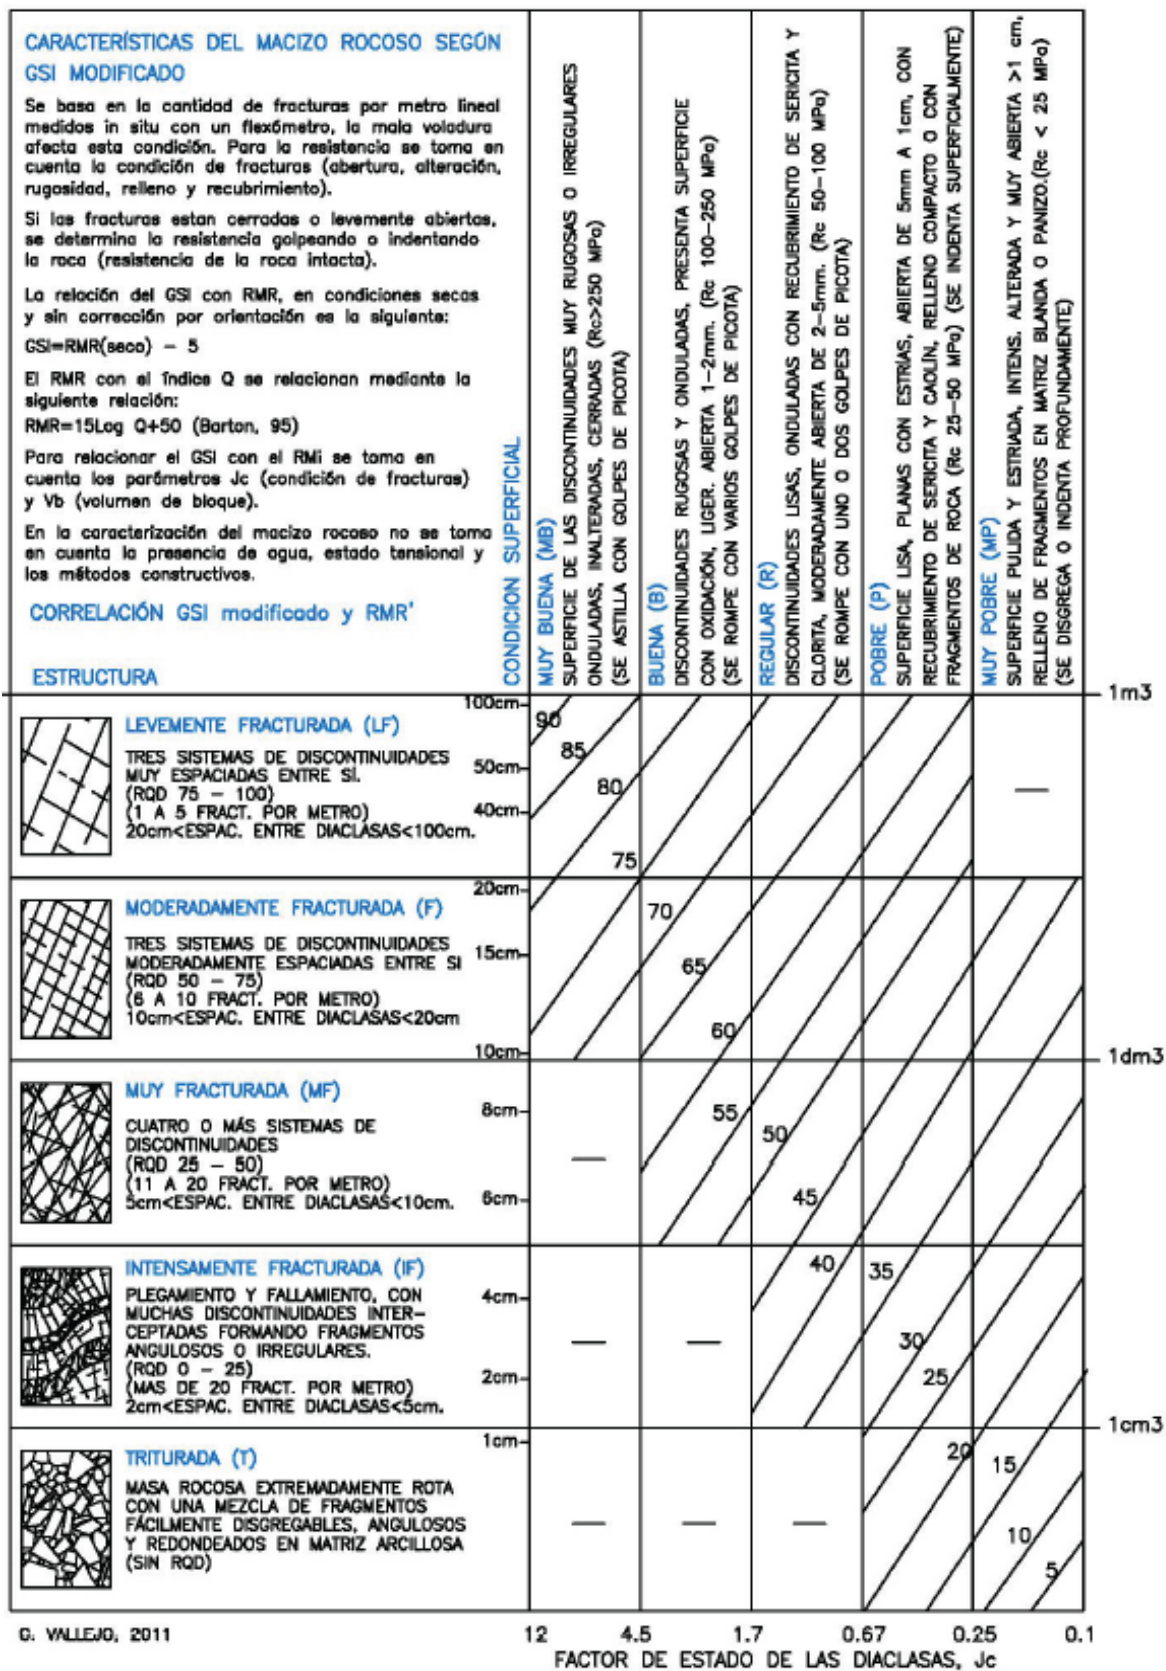 CARACTERÍSTICAS DEL MACIZO ROCOSO SEGÚN
GSI MODIFICADO
Se basa en la cantidad de fracturas por metro lineal
medidos in situ con un flexómetro, la mala voladura
afecta esta condición. Para la resistencia se toma en
cuenta la condición de fracturas (abertura, alteración,
rugosidad, relleno y recubrimiento).
Si las fracturas estan cerradas o levemente abiertas,
se determina la resistencia golpeando o indentando
la roca (resistencia de la roca intacta).
La relación del GSI con RMR, en condiciones secas
y sin corrección por orientación es la siguiente:
GSI=RMR(seco) – 5
El RMR con el índice Q se relacionan mediante la
siguiente relación:
RMR=15Log Q+50 (Barton, 95)
Para relacionar el GSI con el RMi se toma en
cuenta los parámetros Jc (condición de fracturas)
y Vb (volumen de bloque).
En la caracterización del macizo rocoso no se toma
en cuenta la presencia de agua, estado tensional y
los métodos constructivos.
CORRELACIÓN GSI modificado y RMR'
ESTRUCTURA
CONDICION SUPERFICIAL
MUY BUENA (MB)
SUPERFICIE DE LAS DISCONTINUIDADES MUY RUGOSAS O IRREGULARES
ONDULADAS, INALTERADAS, CERRADAS (Rc>250 MPa)
(SE ASTILLA CON GOLPES DE PICOTA)
BUENA (B)
DISCONTINUIDADES RUGOSAS Y ONDULADAS, PRESENTA SUPERFICIE
CON OXIDACIÓN, LIGER. ABIERTA 1–2mm. (Rc 100–250 MPa)
(SE ROMPE CON VARIOS GOLPES DE PICOTA)
REGULAR (R)
DISCONTINUIDADES LISAS, ONDULADAS CON RECUBRIMIENTO DE SERICITA Y
CLORITA, MODERADAMENTE ABIERTA DE 2–5mm. (Rc 50–100 MPa)
(SE ROMPE CON UNO O DOS GOLPES DE PICOTA)
POBRE (P)
SUPERFICIE LISA, PLANAS CON ESTRÍAS, ABIERTA DE 5mm A 1cm, CON
RECUBRIMIENTO DE SERICITA Y CAOLÍN, RELLENO COMPACTO O CON
FRAGMENTOS DE ROCA (Rc 25–50 MPa) (SE INDENTA SUPERFICIALMENTE)
MUY POBRE (MP)
SUPERFICIE PULIDA Y ESTRIADA, INTENS. ALTERADA Y MUY ABIERTA >1 cm,
RELLENO DE FRAGMENTOS EN MATRIZ BLANDA O PANIZO.(Rc < 25 MPa)
(SE DISGREGA O INDENTA PROFUNDAMENTE)
1m3
LEVEMENTE FRACTURADA (LF)
TRES SISTEMAS DE DISCONTINUIDADES
MUY ESPACIADAS ENTRE SÍ.
(RQD 75 – 100)
(1 A 5 FRACT. POR METRO)
20cm<ESPAC. ENTRE DIACLASAS<100cm.
100cm
50cm
40cm
90
85
80
75
—
MODERADAMENTE FRACTURADA (F)
TRES SISTEMAS DE DISCONTINUIDADES
MODERADAMENTE ESPACIADAS ENTRE SI
(RQD 50 – 75)
(6 A 10 FRACT. POR METRO)
10cm<ESPAC. ENTRE DIACLASAS<20cm
20cm
15cm
10cm
70
65
60
1dm3
MUY FRACTURADA (MF)
CUATRO O MÁS SISTEMAS DE
DISCONTINUIDADES
(RQD 25 – 50)
(11 A 20 FRACT. POR METRO)
5cm<ESPAC. ENTRE DIACLASAS<10cm.
8cm
6cm
—
55
50
45
INTENSAMENTE FRACTURADA (IF)
PLEGAMIENTO Y FALLAMIENTO, CON
MUCHAS DISCONTINUIDADES INTER–
CEPTADAS FORMANDO FRAGMENTOS
ANGULOSOS O IRREGULARES.
(RQD 0 – 25)
(MAS DE 20 FRACT. POR METRO)
2cm<ESPAC. ENTRE DIACLASAS<5cm.
4cm
2cm
— —
40
35
30
25
1cm3
TRITURADA (T)
MASA ROCOSA EXTREMADAMENTE ROTA
CON UNA MEZCLA DE FRAGMENTOS
FÁCILMENTE DISGREGABLES, ANGULOSOS
Y REDONDEADOS EN MATRIZ ARCILLOSA
(SIN RQD)
1cm
— — —
20
15
10
5
G. VALLEJO, 2011
12 4.5 1.7 0.67 0.25 0.1
FACTOR DE ESTADO DE LAS DIACLASAS, Jc